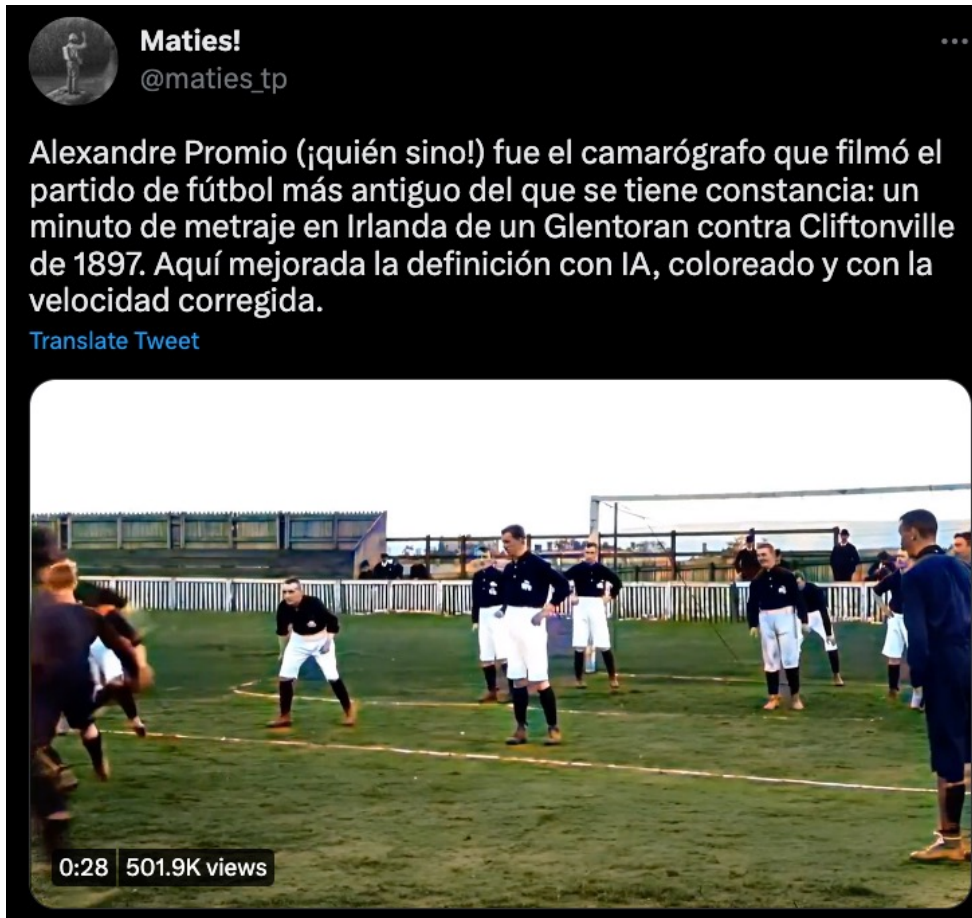 Maties!
@maties_tp
Alexandre Promio (¡quién sino!) fue el camarógrafo que filmó el
partido de fútbol más antiguo del que se tiene constancia: un
minuto de metraje en Irlanda de un Glentoran contra Cliftonville
de 1897. Aquí mejorada la definición con IA, coloreado y con la
velocidad corregida.
Translate Tweet
0:28 501.9K views